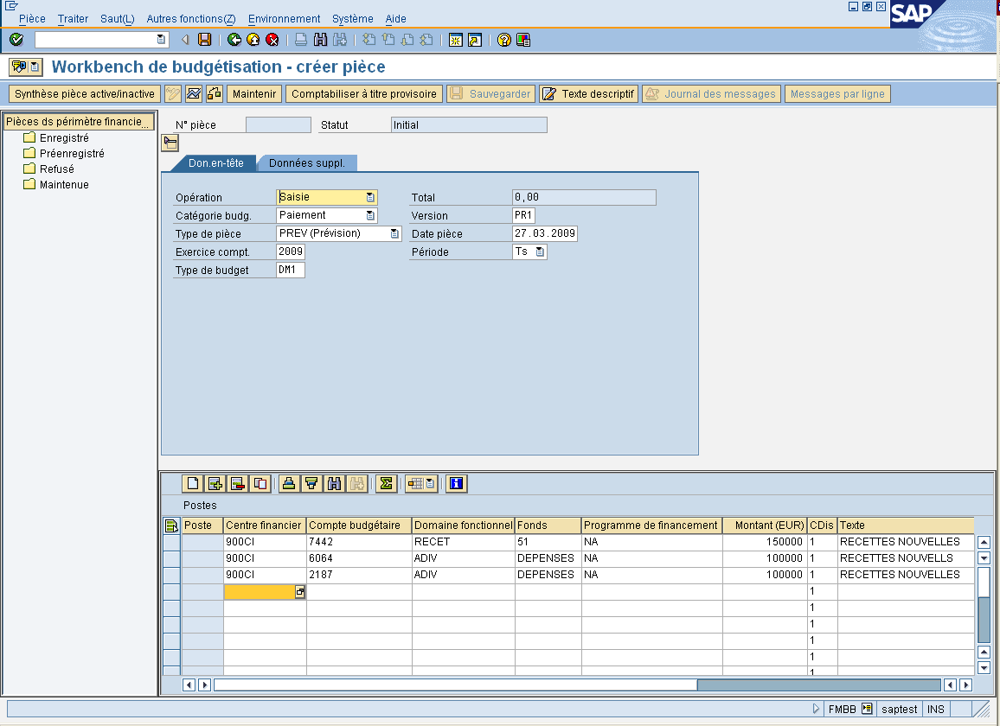 Pièce Traiter Saut(L) Autres fonctions(Z) Environnement Système Aide
SAP
Workbench de budgétisation - créer pièce
Synthèse pièce active/inactive Maintenir Comptabiliser à titre provisoire Sauvegarder Texte descriptif Journal des messages Messages par ligne
Pièces ds périmètre financie...
Enregistré
Préenregistré
Refusé
Maintenue
N° pièce Statut Initial
Don.en-tête Données suppl.
Opération Saisie Total 0,00
Catégorie budg. Paiement Version PR1
Type de pièce PREV (Prévision) Date pièce 27.03.2009
Exercice compt. 2009 Période Ts
Type de budget DM1
Postes
Poste Centre financier Compte budgétaire Domaine fonctionnel Fonds Programme de financement Montant (EUR) CDis Texte
900CI 7442 RECET 51 NA 150000 1 RECETTES NOUVELLES
900CI 6064 ADIV DEPENSES NA 100000 1 RECETTES NOUVELLS
900CI 2187 ADIV DEPENSES NA 100000 1 RECETTES NOUVELLES
1
1
1
1
1
1
FMBB saptest INS